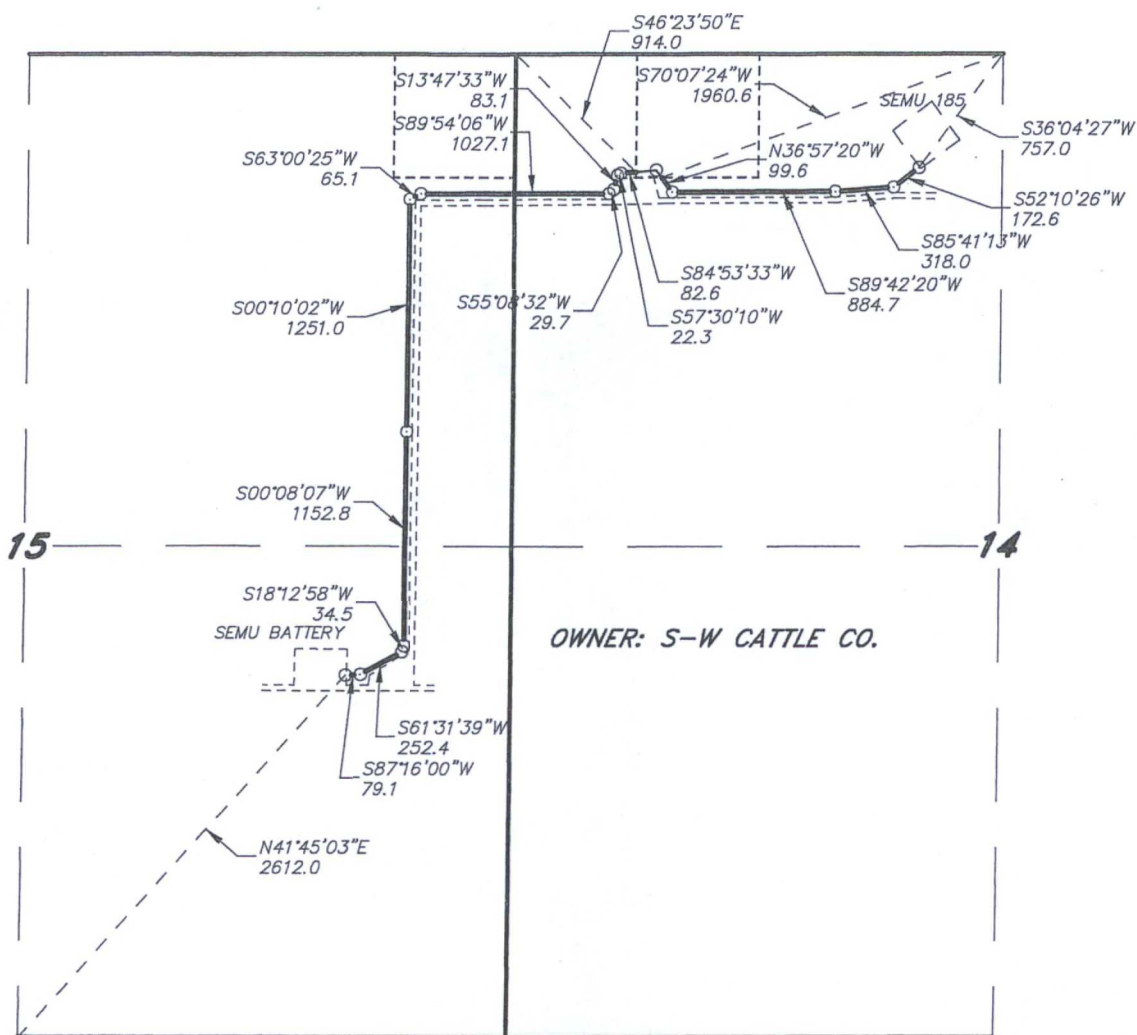 S46°23'50"E
914.0
S13°47'33"W
83.1
S70°07'24"W
1960.6
SEMU 185
S89°54'06"W
1027.1
S36°04'27"W
757.0
S63°00'25"W
65.1
N36°57'20"W
99.6
S52°10'26"W
172.6
S85°41'13"W
318.0
S84°53'33"W
82.6
S89°42'20"W
884.7
S55°08'32"W
29.7
S57°30'10"W
22.3
S00°10'02"W
1251.0
S00°08'07"W
1152.8
15
14
S18°12'58"W
34.5
SEMU BATTERY
OWNER: S-W CATTLE CO.
S61°31'39"W
252.4
S87°16'00"W
79.1
N41°45'03"E
2612.0